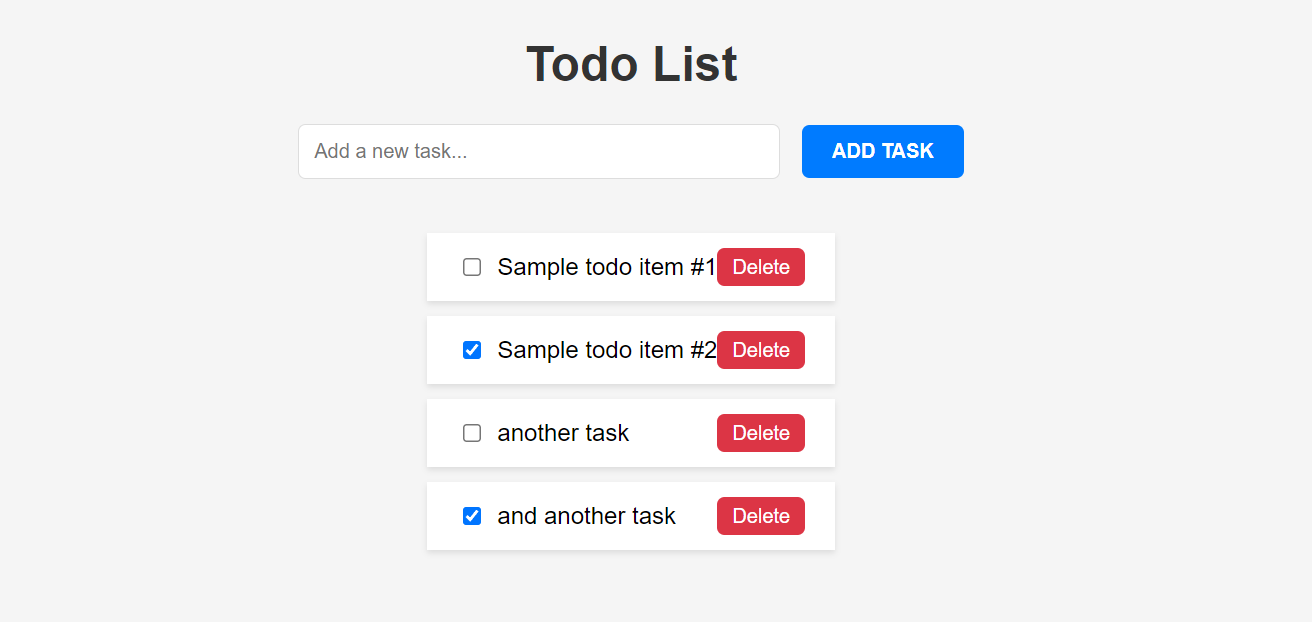 Todo List
Add a new task...
ADD TASK
Sample todo item #1
Delete
Sample todo item #2
Delete
another task
Delete
and another task
Delete